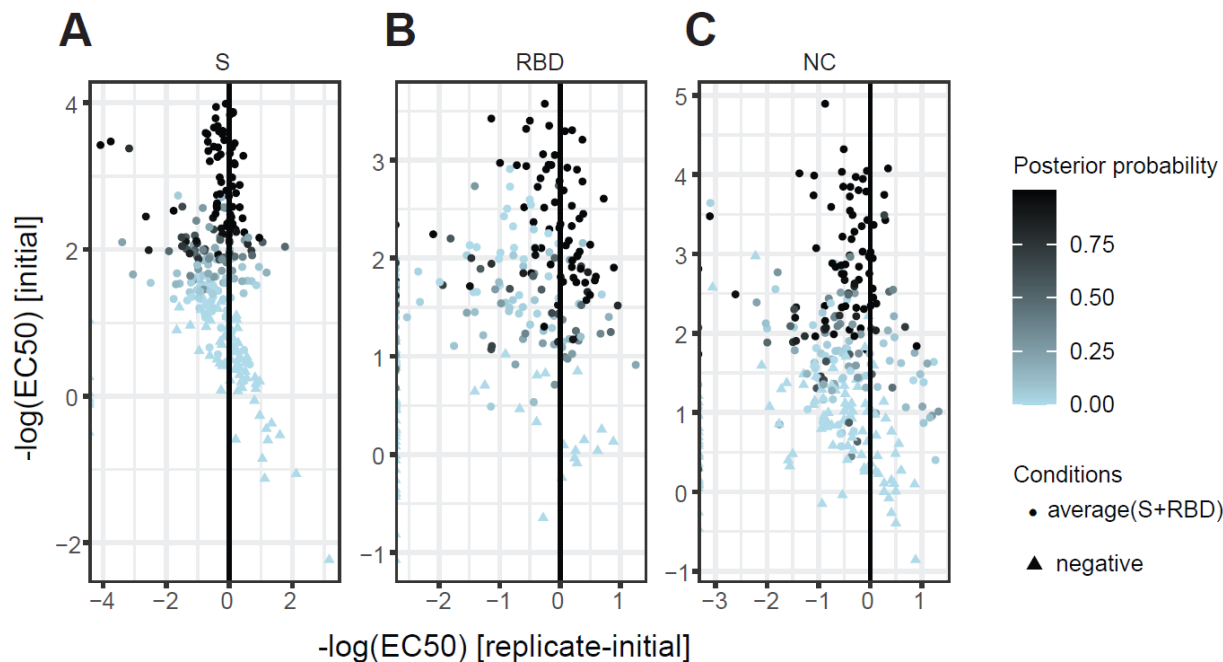 A
B
C
S
RBD
NC
4
2
0
−2
−4
−2
0
2
3
2
1
0
−1
−2
−1
0
1
5
4
3
2
1
0
−1
−3
−2
−1
0
1
-log(EC50) [initial]
-log(EC50) [replicate-initial]
Posterior probability
0.75
0.50
0.25
0.00
Conditions
average(S+RBD)
negative